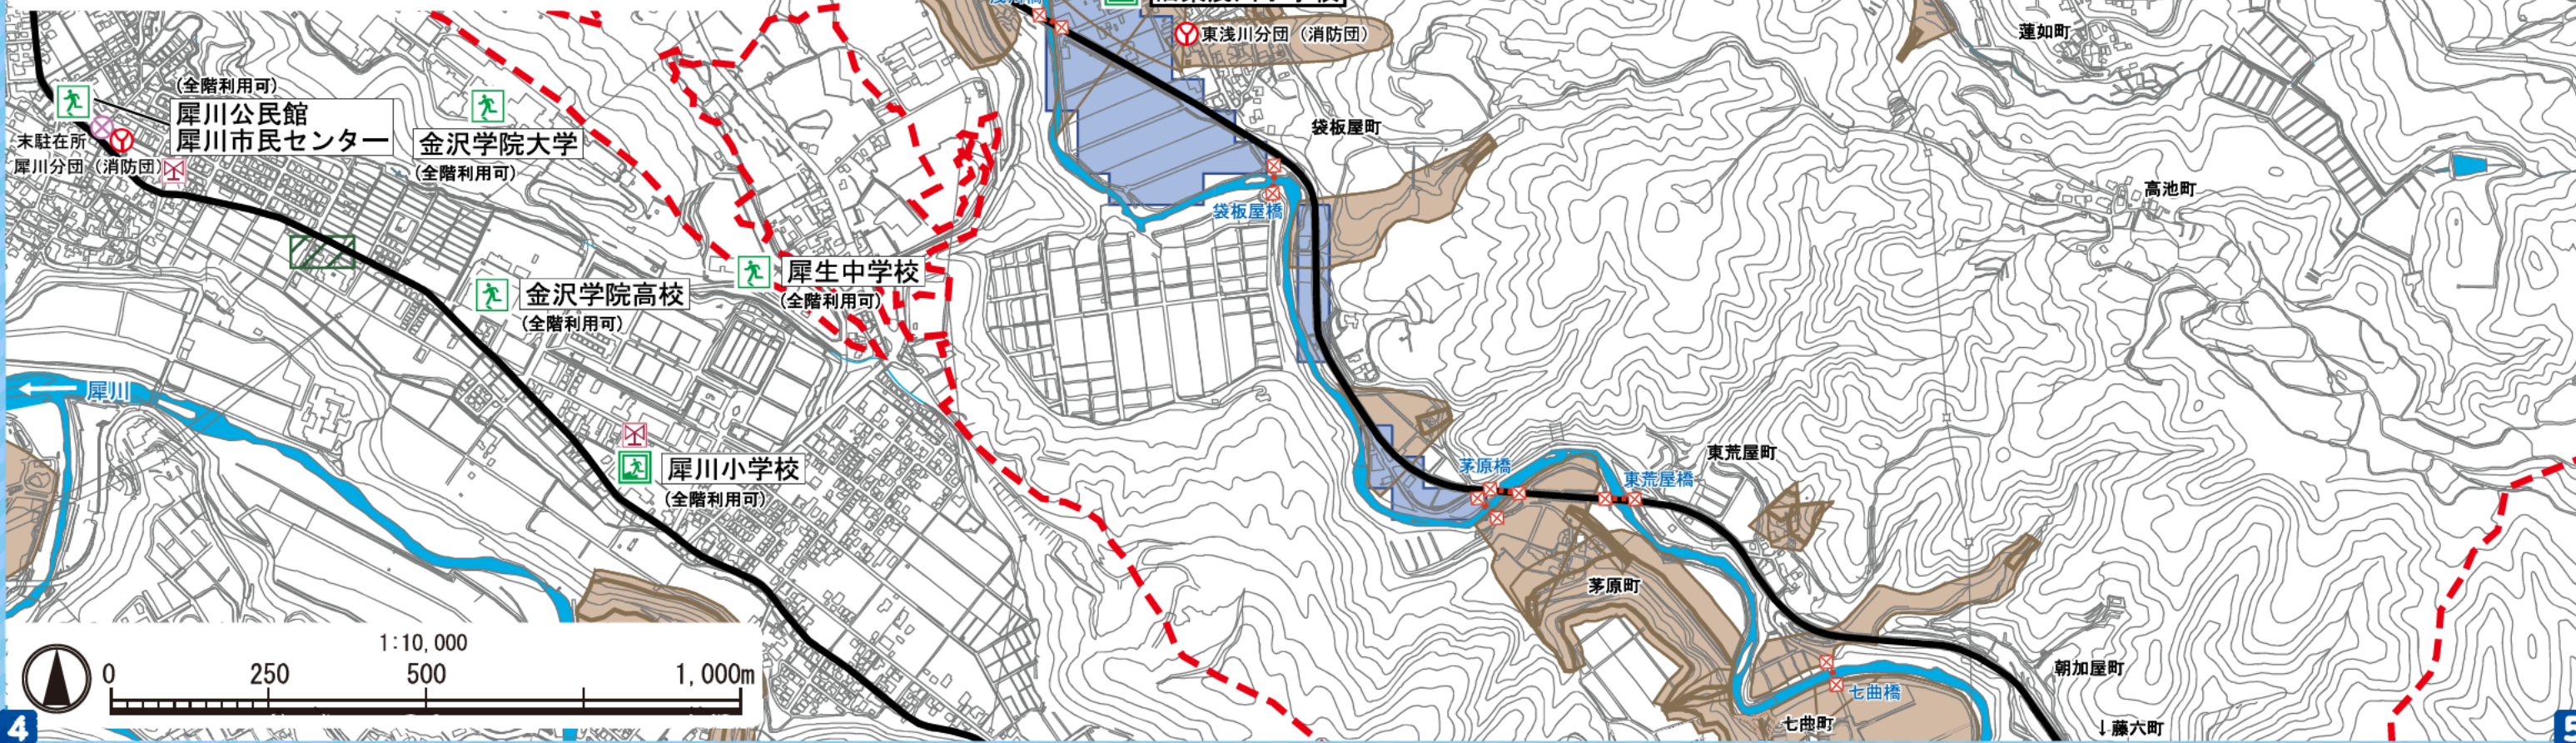 東浅川分団（消防団）
蓮如町
(全階利用可)
犀川公民館
犀川市民センター
末駐在所
犀川分団（消防団）
金沢学院大学
(全階利用可)
袋板屋町
高池町
袋板屋橋
犀生中学校
(全階利用可)
金沢学院高校
(全階利用可)
犀川
犀川小学校
(全階利用可)
茅原橋
東荒屋橋
東荒屋町
茅原町
朝加屋町
七曲橋
七曲町
↓藤六町
1:10,000
0 250 500 1,000m
4
5